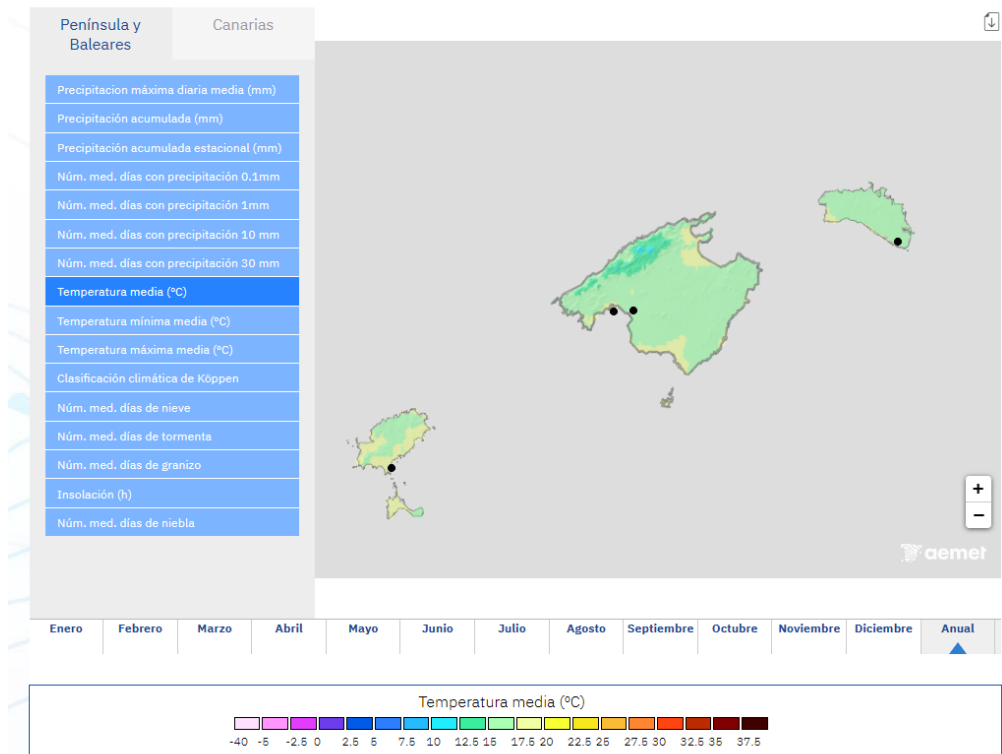 Península y
Baleares
Canarias
Precipitacion máxima diaria media (mm)
Precipitación acumulada (mm)
Precipitación acumulada estacional (mm)
Núm. med. días con precipitación 0.1mm
Núm. med. días con precipitación 1mm
Núm. med. días con precipitación 10 mm
Núm. med. días con precipitación 30 mm
Temperatura media (ºC)
Temperatura mínima media (ºC)
Temperatura máxima media (ºC)
Clasificación climática de Köppen
Núm. med. días de nieve
Núm. med. días de tormenta
Núm. med. días de granizo
Insolación (h)
Núm. med. días de niebla
+
−
aemet
Enero Febrero Marzo Abril Mayo Junio Julio Agosto Septiembre Octubre Noviembre Diciembre Anual
Temperatura media (ºC)
-40 -5 -2.5 0 2.5 5 7.5 10 12.5 15 17.5 20 22.5 25 27.5 30 32.5 35 37.5